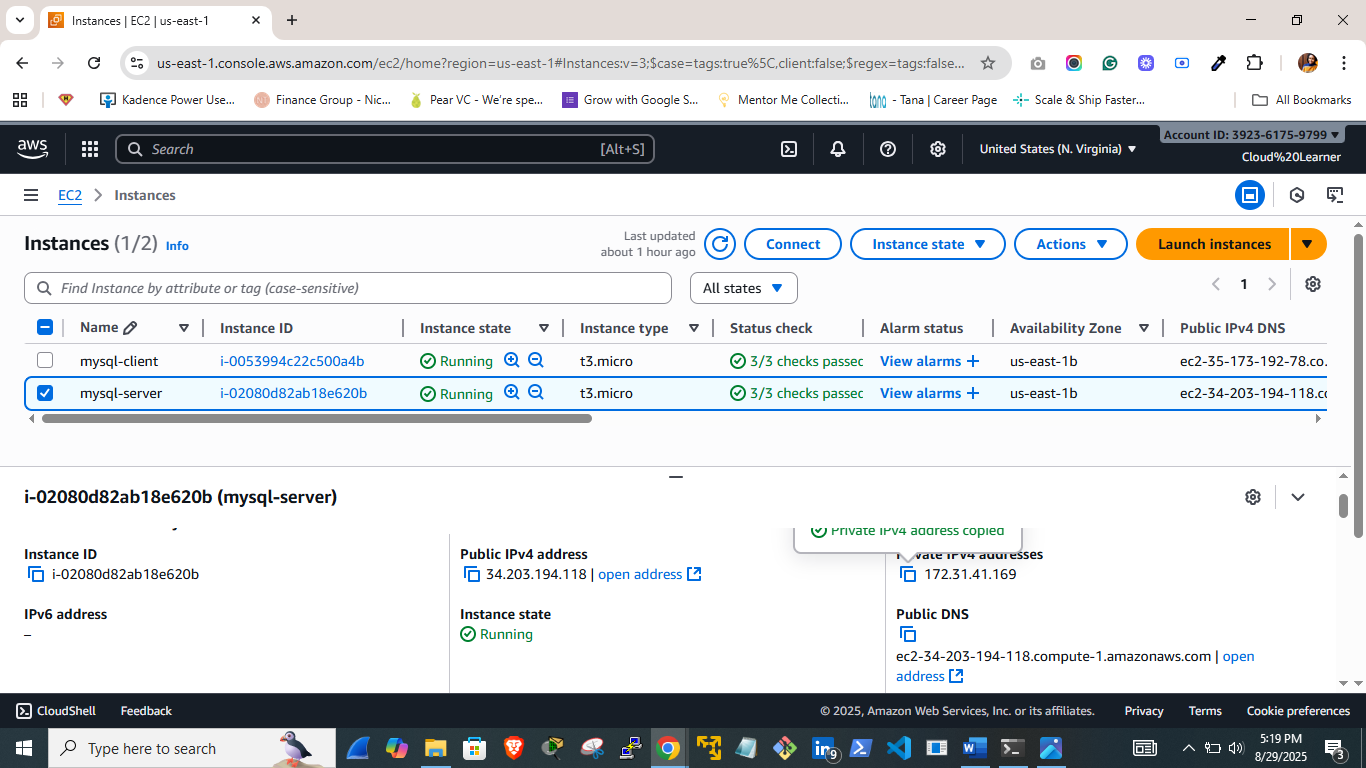 Instances | EC2 | us-east-1
us-east-1.console.aws.amazon.com/ec2/home?region=us-east-1#Instances:v=3;$case=tags:true%5C,client:false;$regex=tags:false...
Kadence Power Use...
Finance Group - Nic...
Pear VC - We're spe...
Grow with Google S...
Mentor Me Collecti...
tana - Tana | Career Page
Scale & Ship Faster...
All Bookmarks
aws
Search [Alt+S]
United States (N. Virginia)
Account ID: 3923-6175-9799
Cloud%20Learner
EC2 Instances
Instances (1/2) Info
Last updated
about 1 hour ago
Connect
Instance state
Actions
Launch instances
Find Instance by attribute or tag (case-sensitive)
All states
1
Name Instance ID Instance state Instance type Status check Alarm status Availability Zone Public IPv4 DNS
mysql-client i-0053994c22c500a4b Running t3.micro 3/3 checks passed View alarms + us-east-1b ec2-35-173-192-78.co.
mysql-server i-02080d82ab18e620b Running t3.micro 3/3 checks passed View alarms + us-east-1b ec2-34-203-194-118.co
i-02080d82ab18e620b (mysql-server)
Private IPv4 address copied
Instance ID
i-02080d82ab18e620b
IPv6 address
–
Public IPv4 address
34.203.194.118 | open address
Instance state
Running
Private IPv4 addresses
172.31.41.169
Public DNS
ec2-34-203-194-118.compute-1.amazonaws.com | open
address
CloudShell Feedback © 2025, Amazon Web Services, Inc. or its affiliates. Privacy Terms Cookie preferences
Type here to search
9
5:19 PM
8/29/2025
3